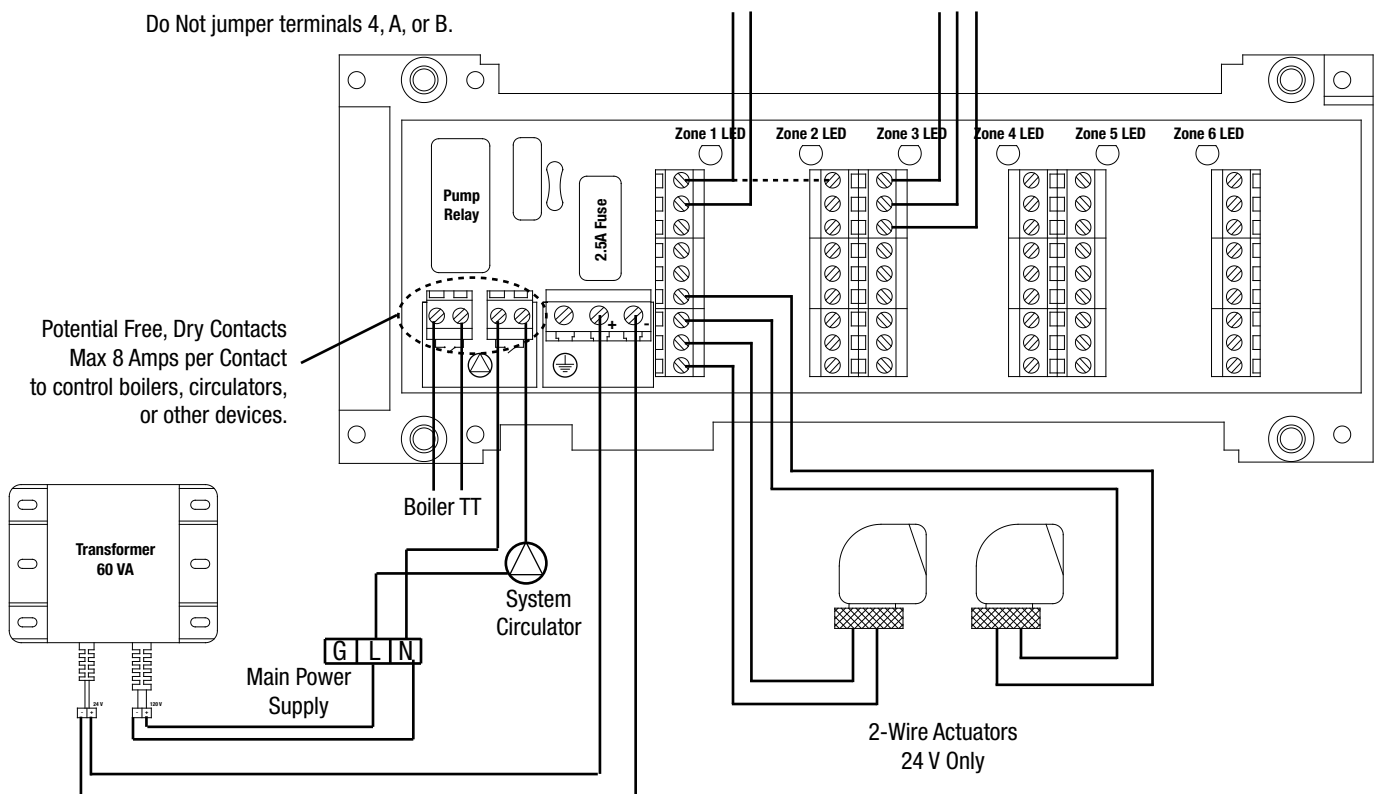 Do Not jumper terminals 4, A, or B.
Zone 1 LED
Zone 2 LED
Zone 3 LED
Zone 4 LED
Zone 5 LED
Zone 6 LED
Pump
Relay
2.5A Fuse
+
-
Potential Free, Dry Contacts
Max 8 Amps per Contact
to control boilers, circulators,
or other devices.
Boiler TT
Transformer
60 VA
System
Circulator
G L N
Main Power
Supply
24 V
- +
120 V
- +
2-Wire Actuators
24 V Only